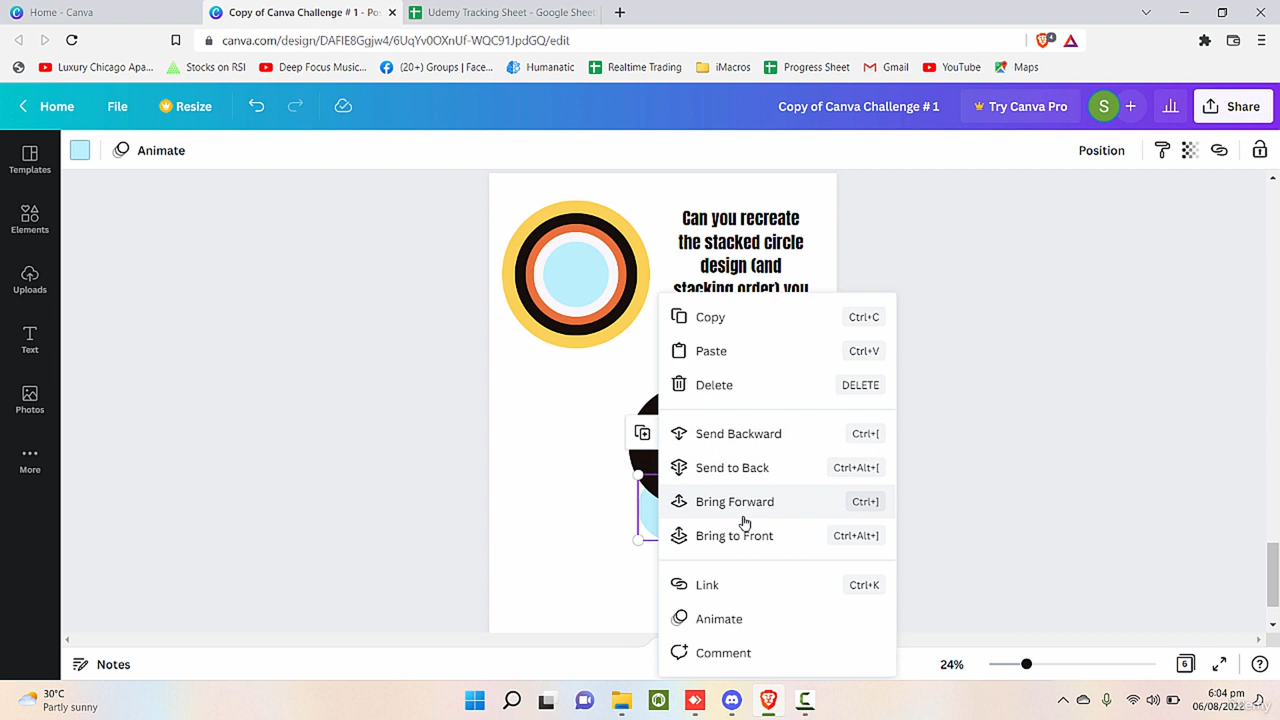 Home - Canva
Copy of Canva Challenge # 1 - Po
Udemy Tracking Sheet - Google Sheet
canva.com/design/DAFIE8Ggjw4/6UqYv0OXnUf-WQC91JpdGQ/edit
4
Luxury Chicago Apa...
Stocks on RSI
Deep Focus Music...
(20+) Groups | Face...
Humanatic
Realtime Trading
iMacros
Progress Sheet
Gmail
YouTube
Maps
Home
File
Resize
Copy of Canva Challenge # 1
Try Canva Pro
S
Share
Animate
Position
Templates
Elements
Uploads
Text
Photos
More
Can you recreate
the stacked circle
design (and
stacking order) you
Copy Ctrl+C
Paste Ctrl+V
Delete DELETE
Send Backward Ctrl+[
Send to Back Ctrl+Alt+[
Bring Forward Ctrl+]
Bring to Front Ctrl+Alt+]
Link Ctrl+K
Animate
Comment
Notes
24%
6
30°C
Partly sunny
6:04 pm
06/08/2022